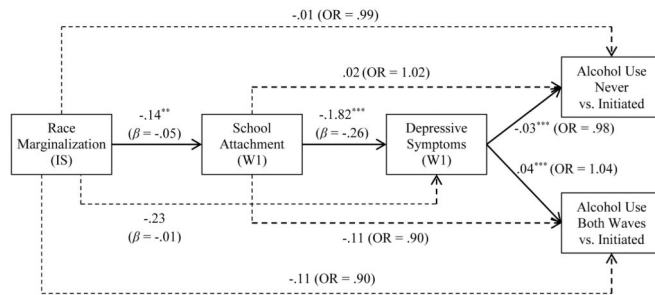 -.01 (OR = .99)
Alcohol Use
Never
vs. Initiated
.02 (OR = 1.02)
Race
Marginalization
(IS)
-.14**
(β = -.05)
School
Attachment
(W1)
-.1.82***
(β = -.26)
Depressive
Symptoms
(W1)
-.03*** (OR = .98)
.04*** (OR = 1.04)
-.23
(β = -.01)
-.11 (OR = .90)
Alcohol Use
Both Waves
vs. Initiated
-.11 (OR = .90)